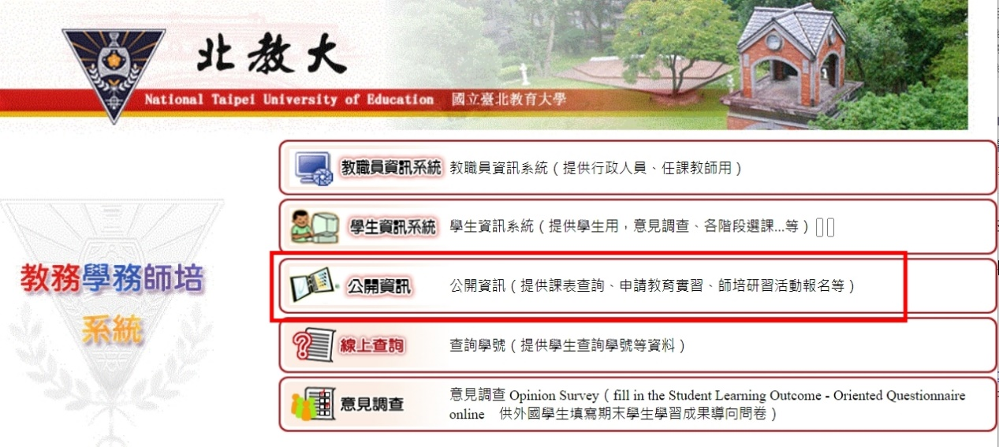 北教大
National Taipei University of Education 國立臺北教育大學
教務學務師培
系統
教職員資訊系統 教職員資訊系統(提供行政人員、任課教師用)
學生資訊系統 學生資訊系統(提供學生用,意見調查、各階段選課...等)
公開資訊 公開資訊(提供課表查詢、申請教育實習、師培研習活動報名等)
線上查詢 查詢學號(提供學生查詢學號等資料)
意見調查 意見調查 Opinion Survey(fill in the Student Learning Outcome - Oriented Questionnaire
online 供外國學生填寫期末學生學習成果導向問卷)